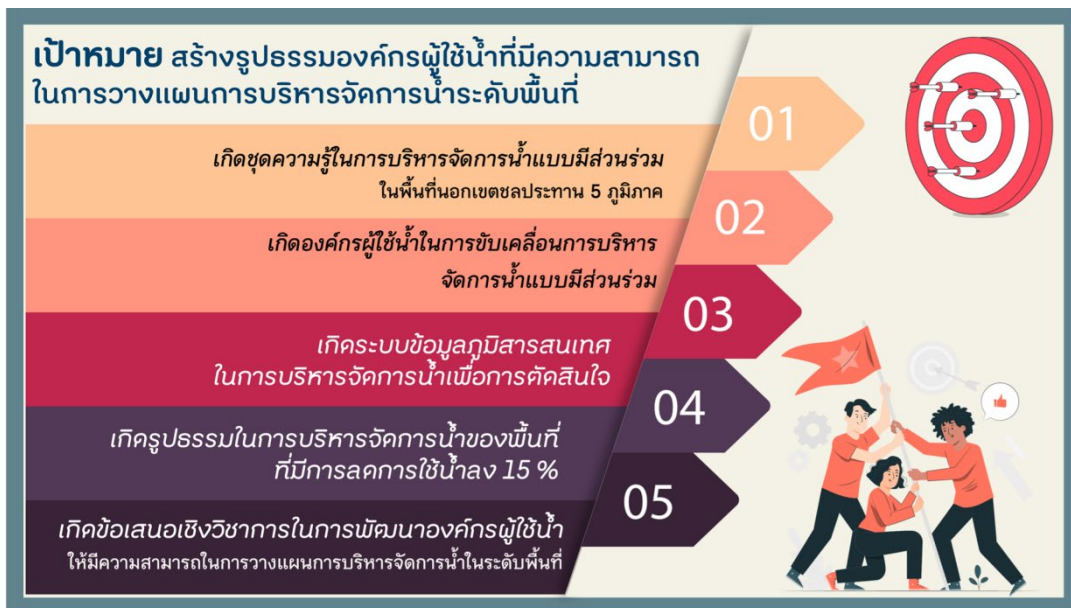 เป้าหมาย สร้างรูปธรรมองค์กรผู้ใช้น้ำที่มีความสามารถ
ในการวางแผนการบริหารจัดการน้ำระดับพื้นที่
01
เกิดชุดความรู้ในการบริหารจัดการน้ำแบบมีส่วนร่วม
ในพื้นที่นอกเขตชลประทาน 5 ภูมิภาค
02
เกิดองค์กรผู้ใช้น้ำในการขับเคลื่อนการบริหาร
จัดการน้ำแบบมีส่วนร่วม
03
เกิดระบบข้อมูลภูมิสารสนเทศ
ในการบริหารจัดการน้ำเพื่อการตัดสินใจ
04
เกิดรูปธรรมในการบริหารจัดการน้ำของพื้นที่
ที่มีการลดการใช้น้ำลง 15 %
05
เกิดข้อเสนอเชิงวิชาการในการพัฒนาองค์กรผู้ใช้น้ำ
ให้มีความสามารถในการวางแผนการบริหารจัดการน้ำในระดับพื้นที่